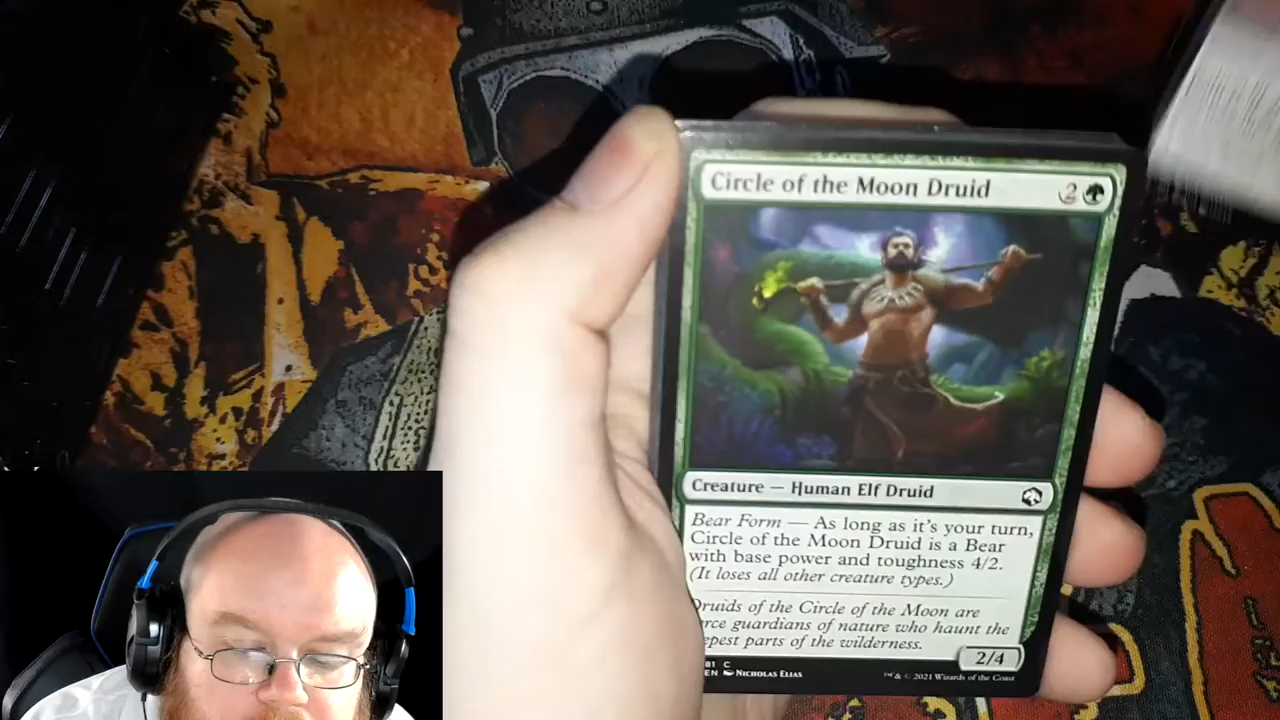 Circle of the Moon Druid 2
Creature — Human Elf Druid
Bear Form — As long as it's your turn,
Circle of the Moon Druid is a Bear
with base power and toughness 4/2.
(It loses all other creature types.)
Druids of the Circle of the Moon are
guardians of nature who haunt the
parts of the wilderness.
2/4
C
EN NICHOLAS ELIAS ™ & © 2021 Wizards of the Coast